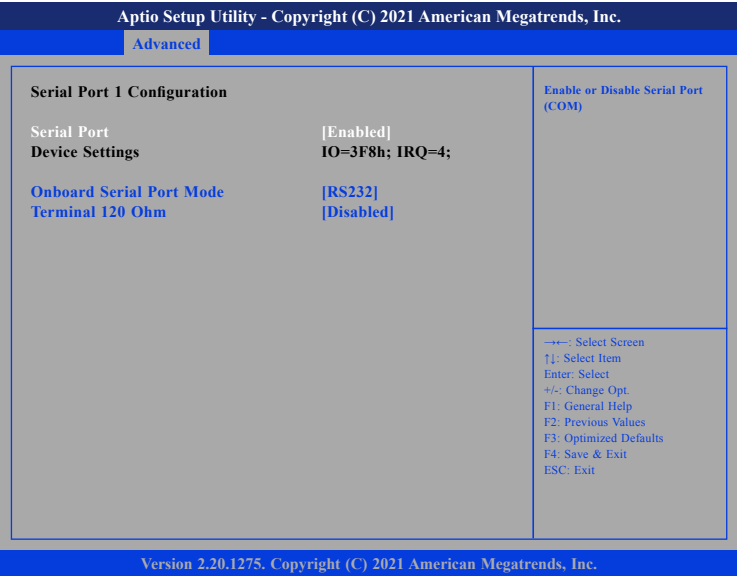 Aptio Setup Utility - Copyright (C) 2021 American Megatrends, Inc.
Advanced
Serial Port 1 Configuration
Serial Port [Enabled]
Device Settings IO=3F8h; IRQ=4;
Onboard Serial Port Mode [RS232]
Terminal 120 Ohm [Disabled]
Enable or Disable Serial Port
(COM)
→←: Select Screen
↑↓: Select Item
Enter: Select
+/-: Change Opt.
F1: General Help
F2: Previous Values
F3: Optimized Defaults
F4: Save & Exit
ESC: Exit
Version 2.20.1275. Copyright (C) 2021 American Megatrends, Inc.